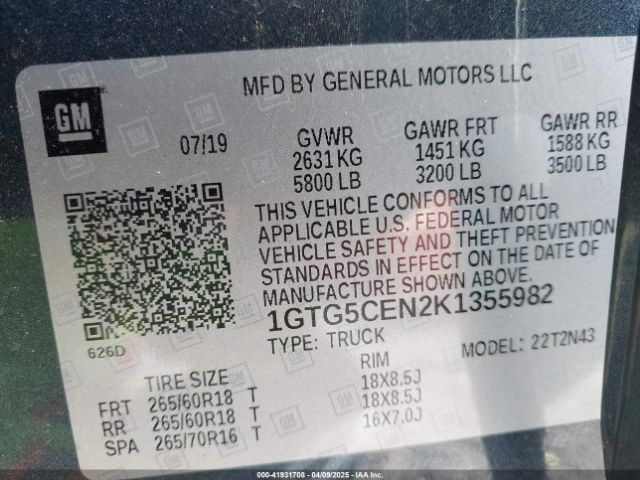 GM
MFD BY GENERAL MOTORS LLC
07/19
GVWR GAWR FRT GAWR RR
2631 KG 1451 KG 1588 KG
5800 LB 3200 LB 3500 LB
THIS VEHICLE CONFORMS TO ALL
APPLICABLE U.S. FEDERAL MOTOR
VEHICLE SAFETY AND THEFT PREVENTION
STANDARDS IN EFFECT ON THE DATE OF
MANUFACTURE SHOWN ABOVE.
1GTG5CEN2K1355982
626D
TYPE: TRUCK MODEL: 22T2N43
TIRE SIZE RIM
FRT 265/60R18 T 18X8.5J
RR 265/60R18 T 18X8.5J
SPA 265/70R16 T 16X7.0J
000-41931708 04/09/2025 IAA Inc.